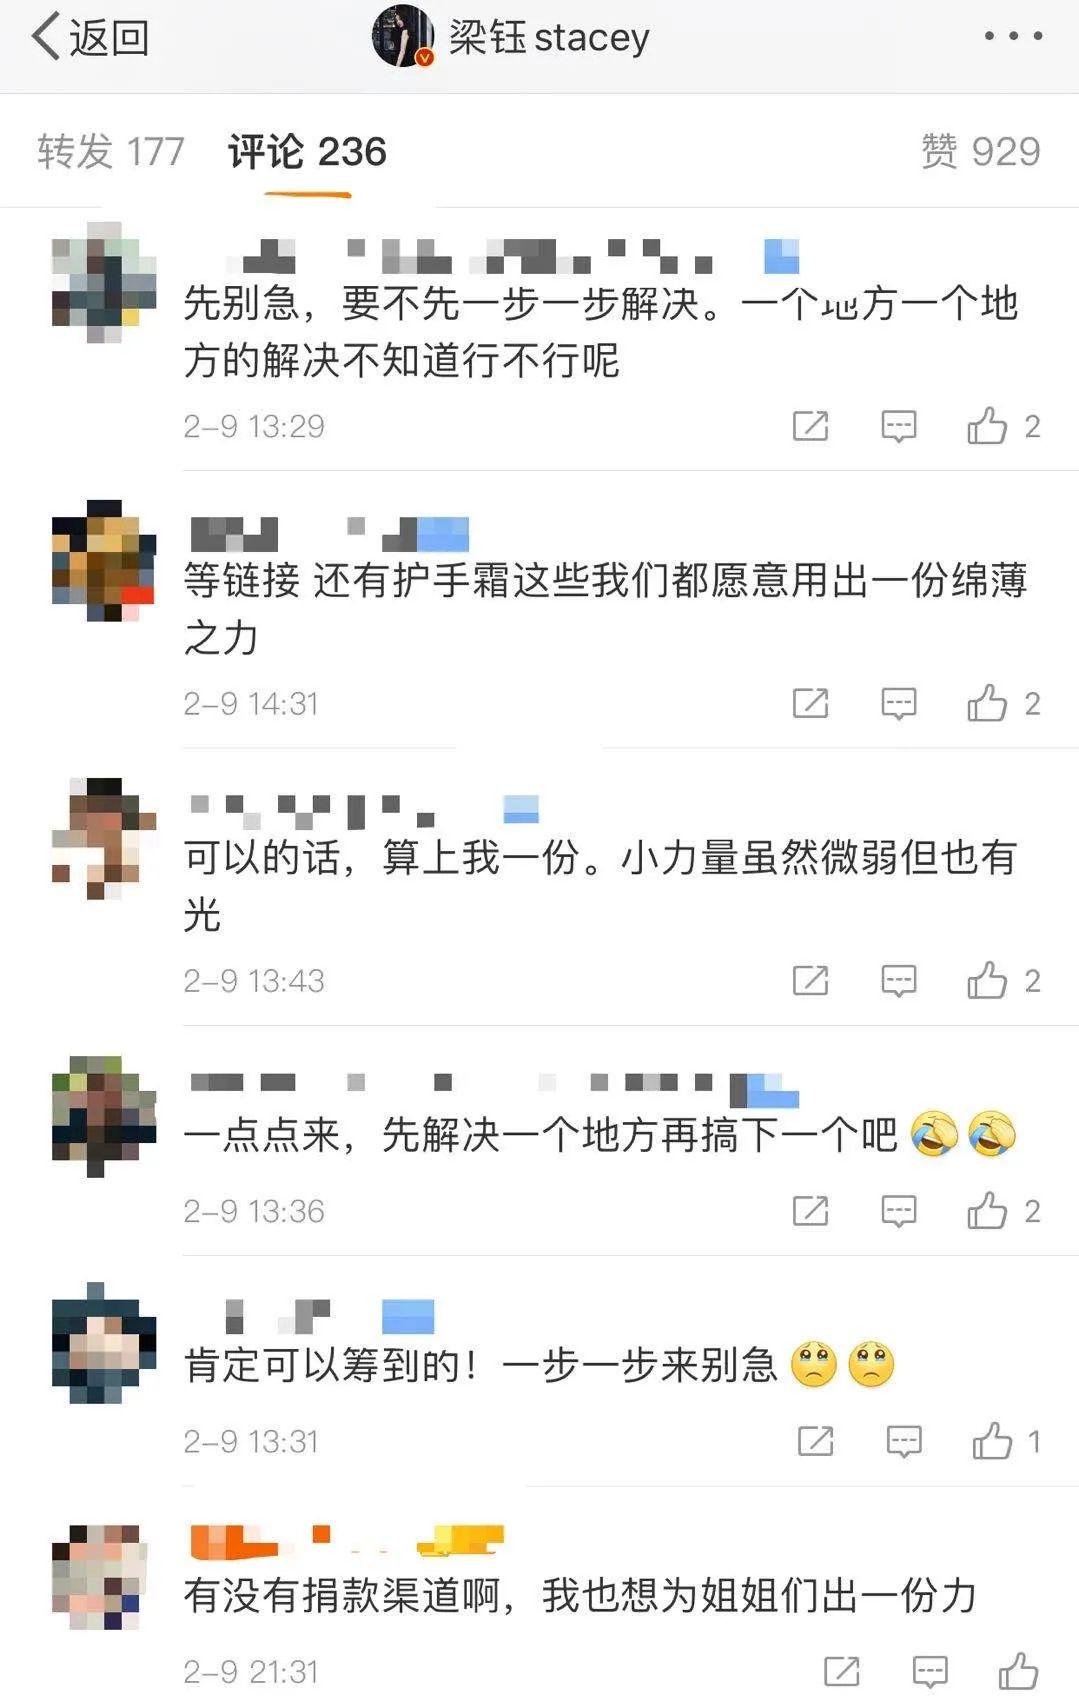 返回
梁钰stacey
转发 177 评论 236 赞 929
先别急，要不先一步一步解决。一个地方一个地
方的解决不知道行不行呢
2-9 13:29 2
等链接 还有护手霜这些我们都愿意用出一份绵薄
之力
2-9 14:31 2
可以的话，算上我一份。小力量虽然微弱但也有
光
2-9 13:43 2
一点点来，先解决一个地方再搞下一个吧
2-9 13:36 2
肯定可以筹到的！一步一步来别急
2-9 13:31 1
有没有捐款渠道啊，我也想为姐姐们出一份力
2-9 21:31